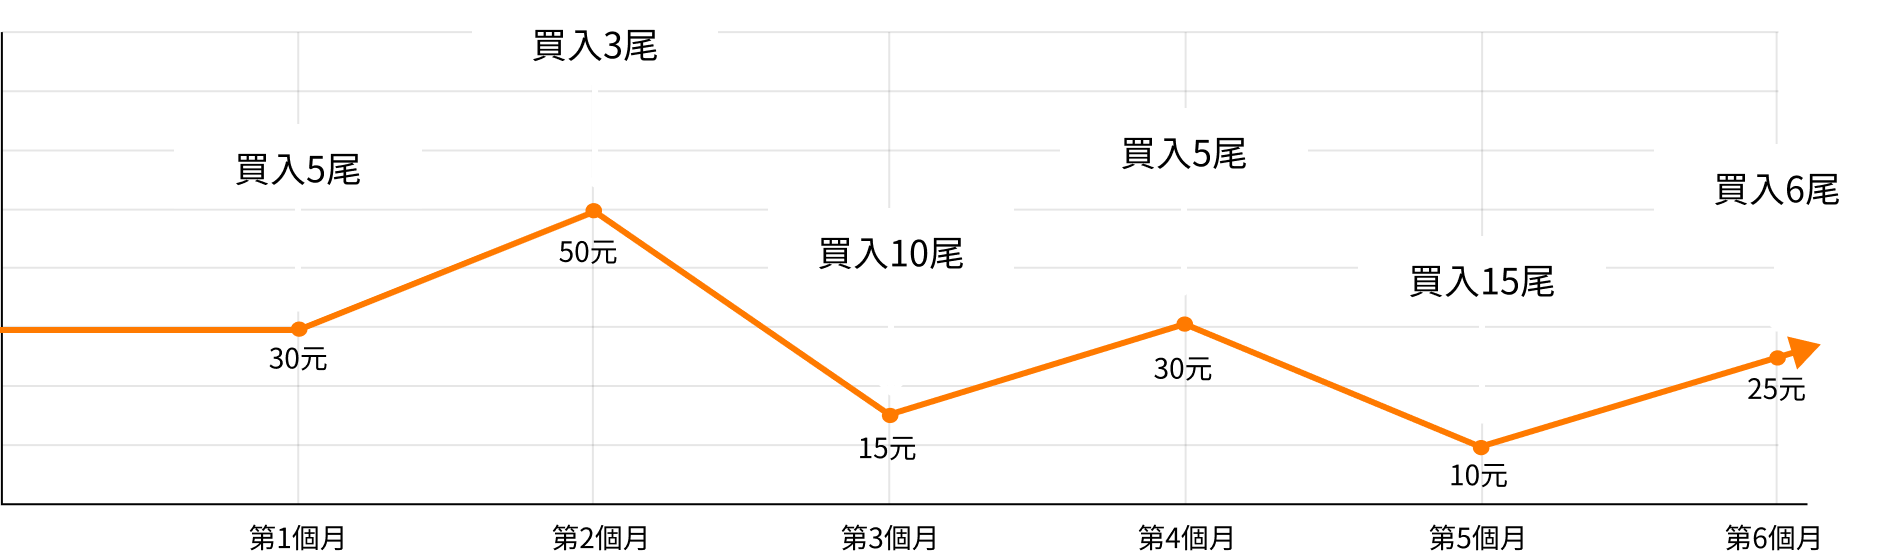 買入3尾
買入5尾
買入5尾
買入6尾
買入10尾
買入15尾
50元
30元
30元
25元
15元
10元
第1個月
第2個月
第3個月
第4個月
第5個月
第6個月